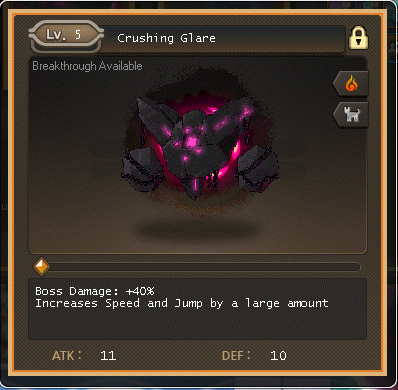 Lv. 5
Crushing Glare
Breakthrough Available
Boss Damage: +40%
Increases Speed and Jump by a large amount
ATK: 11
DEF: 10